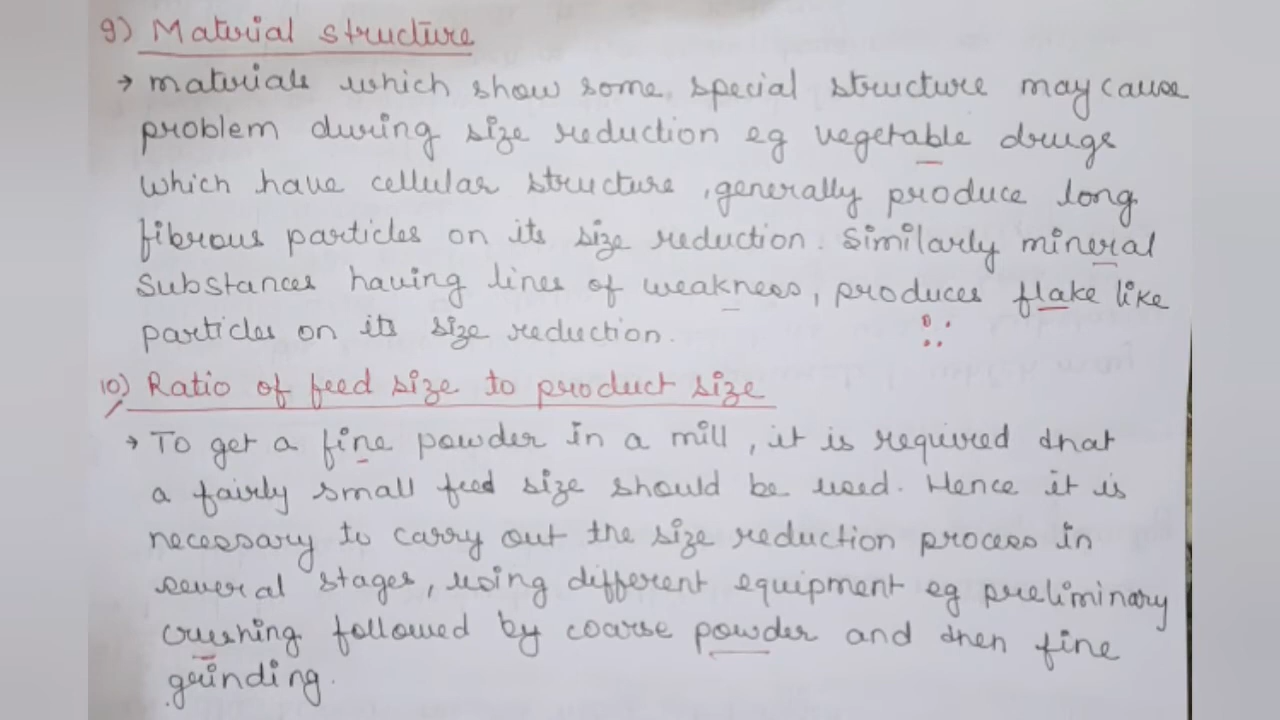 9) Material structure
→ materials which show some special structure may cause
problem during size reduction eg vegetable drugs
which have cellular structure, generally produce long
fibrous particles on its size reduction. Similarly mineral
substances having lines of weakness, produces flake like
particles on its size reduction.
10) Ratio of feed size to product size
→ To get a fine powder in a mill, it is required that
a fairly small feed size should be used. Hence it is
necessary to carry out the size reduction process in
several stages, using different equipment eg preliminary
crushing followed by coarse powder and then fine
grinding.